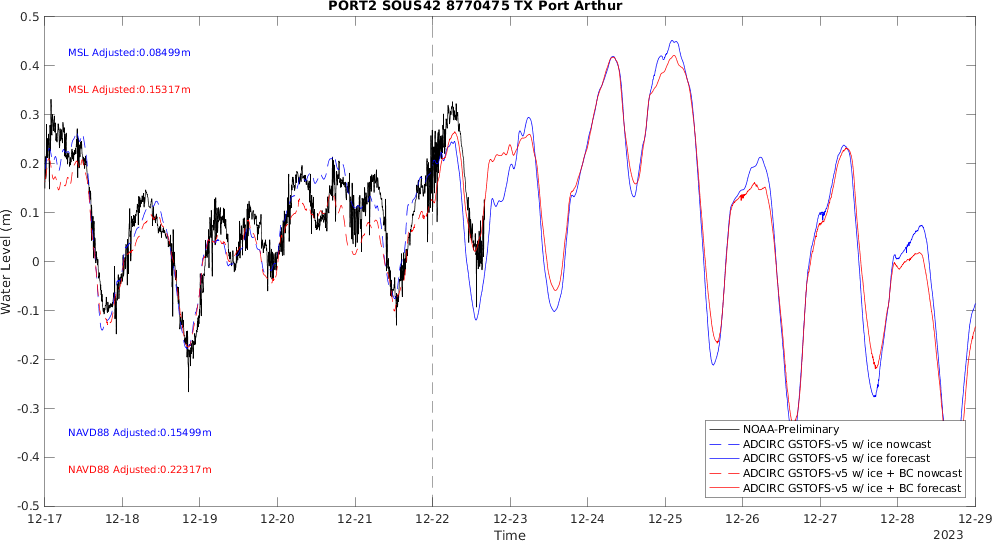 PORT2 SOUS42 8770475 TX Port Arthur
0.5
0.4
0.3
0.2
0.1
0
-0.1
-0.2
-0.3
-0.4
-0.5
Water Level (m)
MSL Adjusted:0.08499m
MSL Adjusted:0.15317m
NAVD88 Adjusted:0.15499m
NAVD88 Adjusted:0.22317m
NOAA-Preliminary
ADCIRC GSTOFS-v5 w/ ice nowcast
ADCIRC GSTOFS-v5 w/ ice forecast
ADCIRC GSTOFS-v5 w/ ice + BC nowcast
ADCIRC GSTOFS-v5 w/ ice + BC forecast
12-17 12-18 12-19 12-20 12-21 12-22 12-23 12-24 12-25 12-26 12-27 12-28 12-29
Time
2023